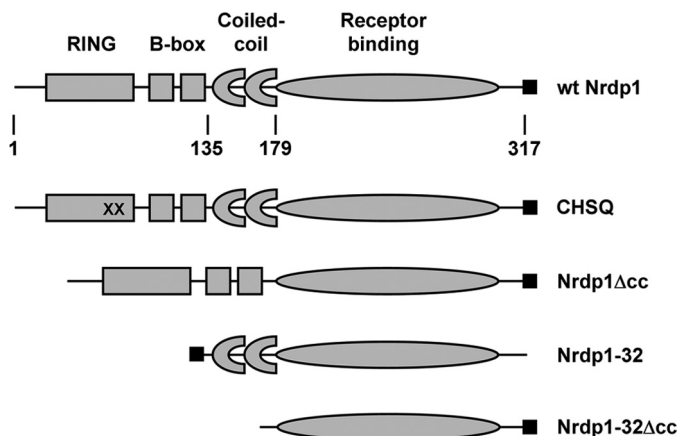 Coiled- Receptor
RING B-box coil binding
wt Nrdp1
1 135 179 317
XX CHSQ
Nrdp1Δcc
Nrdp1-32
Nrdp1-32Δcc